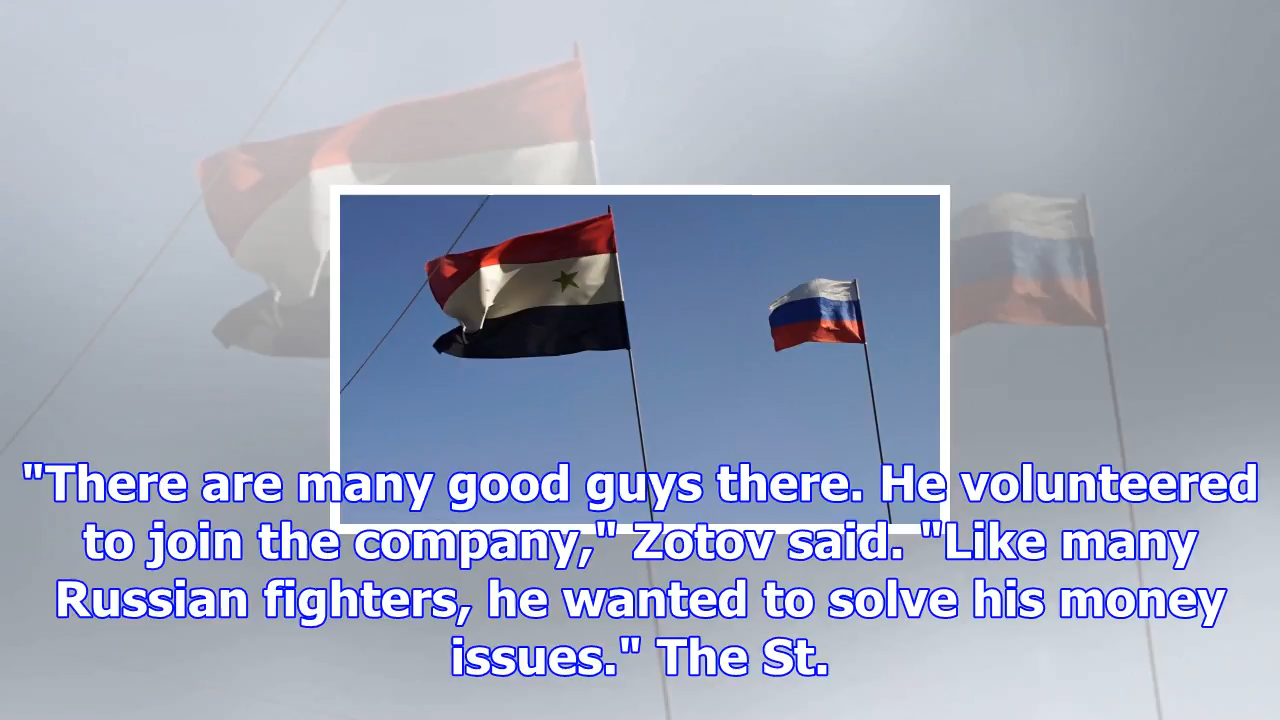 "There are many good guys there. He volunteered
to join the company," Zotov said. "Like many
Russian fighters, he wanted to solve his money
issues." The St.